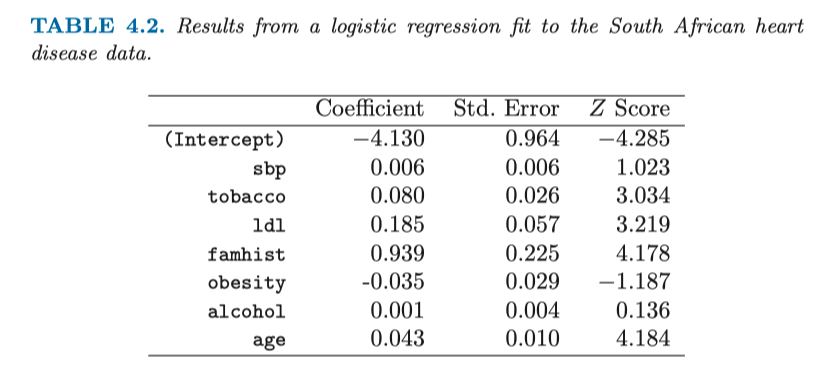 TABLE 4.2. Results from a logistic regression fit to the South African heart
disease data.
Coefficient Std. Error Z Score
(Intercept) −4.130 0.964 −4.285
sbp 0.006 0.006 1.023
tobacco 0.080 0.026 3.034
ldl 0.185 0.057 3.219
famhist 0.939 0.225 4.178
obesity -0.035 0.029 −1.187
alcohol 0.001 0.004 0.136
age 0.043 0.010 4.184